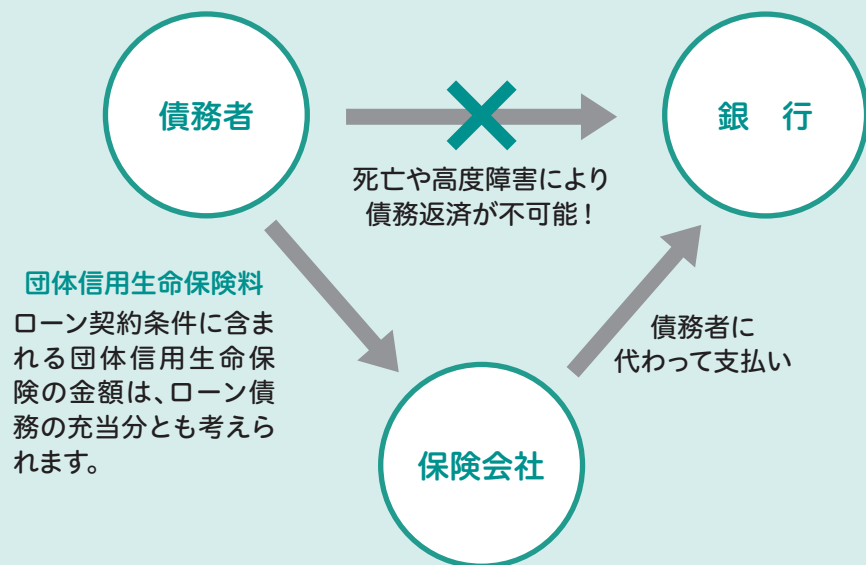 債務者
銀　行
死亡や高度障害により
債務返済が不可能！
団体信用生命保険料
ローン契約条件に含ま
れる団体信用生命保
険の金額は、ローン債
務の充当分とも考えら
れます。
債務者に
代わって支払い
保険会社